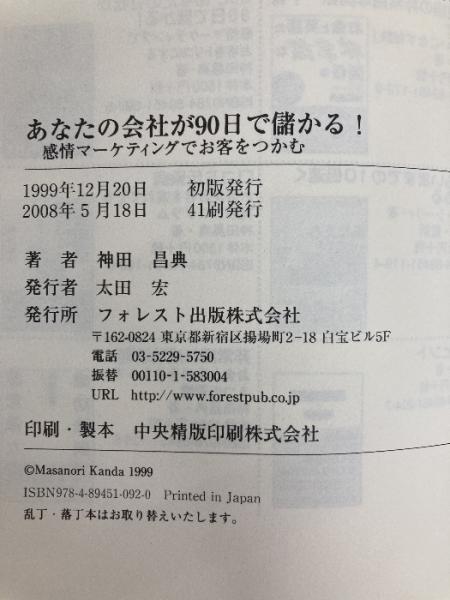 あなたの会社が90日で儲かる!
感情マーケティングでお客をつかむ
1999年12月20日 初版発行
2008年5月18日 41刷発行
著 者 神田 昌典
発行者 太田 宏
発行所 フォレスト出版株式会社
〒162-0824 東京都新宿区揚場町2-18 白宝ビル5F
電話 03-5229-5750
振替 00110-1-583004
URL http://www.forestpub.co.jp
印刷・製本 中央精版印刷株式会社
©Masanori Kanda 1999
ISBN978-4-89451-092-0 Printed in Japan
乱丁・落丁本はお取り替えいたします。